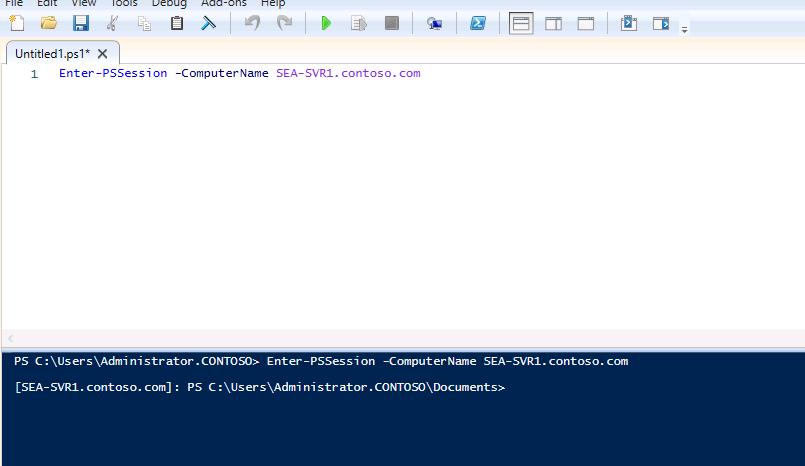 File Edit View Tools Debug Add-ons Help
Untitled1.ps1* X
1 Enter-PSSession -ComputerName SEA-SVR1.contoso.com
PS C:\Users\Administrator.CONTOSO> Enter-PSSession -ComputerName SEA-SVR1.contoso.com
[SEA-SVR1.contoso.com]: PS C:\Users\Administrator.CONTOSO\Documents>